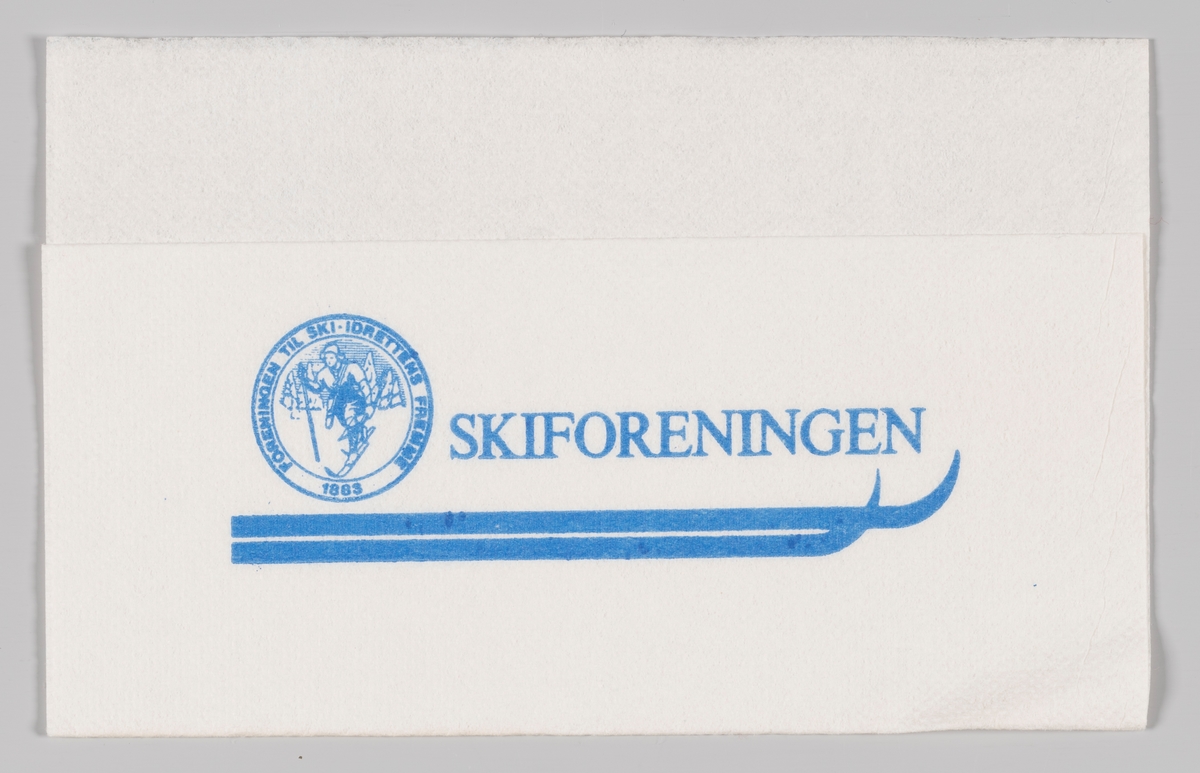 FORENINGEN TIL SKI-IDRETTENS FREMME
1883
SKIFORENINGEN